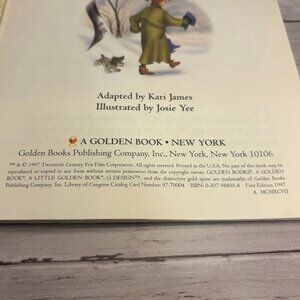 Adapted by Kari James
Illustrated by Josie Yee
A GOLDEN BOOK • NEW YORK
Golden Books Publishing Company, Inc., New York, New York 10106
™ & © 1997 Twentieth Century Fox Film Corporation. All rights reserved. Printed in the U.S.A. No part of this book may be
reproduced or copied in any form without written permission from the copyright owner. GOLDEN BOOKS®, A GOLDEN
BOOK®, A LITTLE GOLDEN BOOK®, G DESIGN™, and the distinctive gold spine are trademarks of Golden Books
Publishing Company, Inc. Library of Congress Catalog Card Number: 97-70004 ISBN: 0-307-98805-8 First Edition 1997
A MCMXCVII